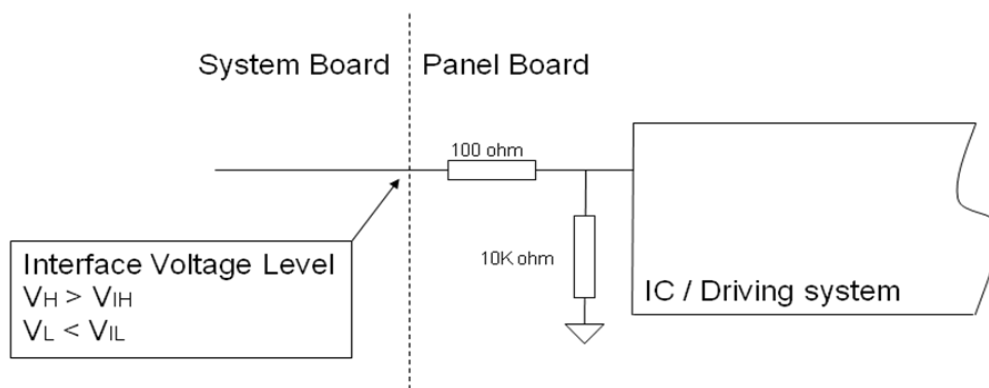 System Board
Panel Board
100 ohm
10K ohm
Interface Voltage Level
VH > VIH
VL < VIL
IC / Driving system